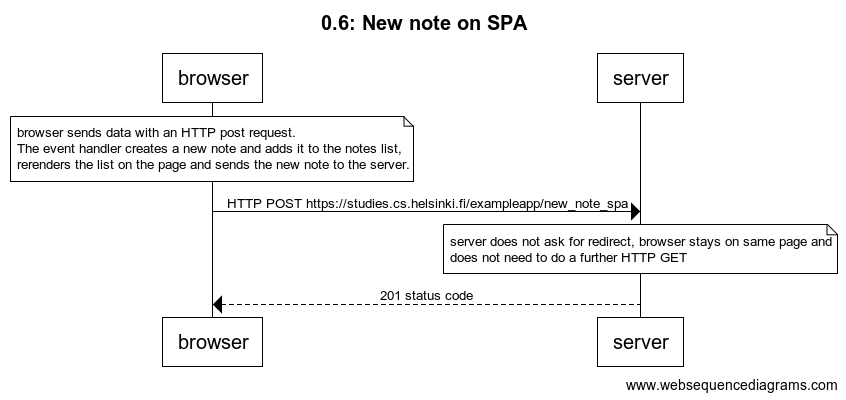 0.6: New note on SPA
browser
server
browser sends data with an HTTP post request.
The event handler creates a new note and adds it to the notes list,
rerenders the list on the page and sends the new note to the server.
HTTP POST https://studies.cs.helsinki.fi/exampleapp/new_note_spa
server does not ask for redirect, browser stays on same page and
does not need to do a further HTTP GET
201 status code
browser
server
www.websequencediagrams.com